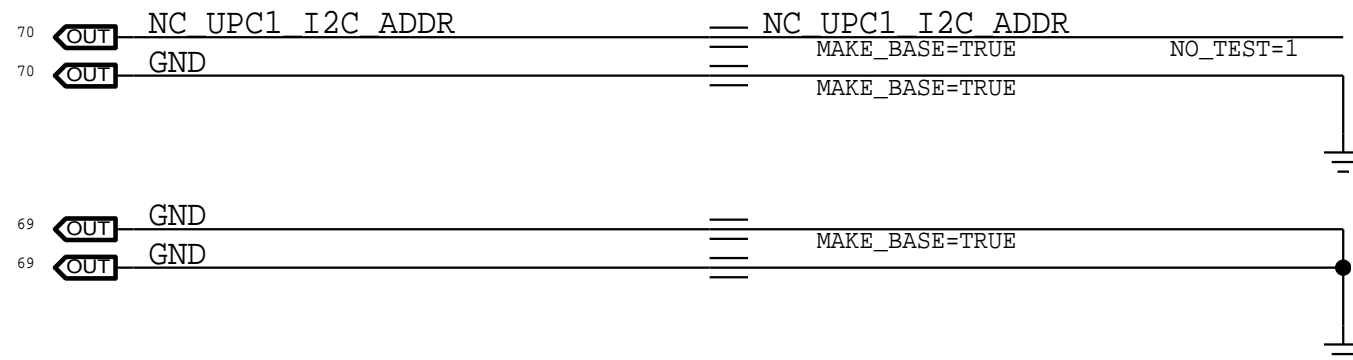 70 OUT NC_UPC1_I2C_ADDR NC_UPC1_I2C_ADDR
MAKE_BASE=TRUE NO_TEST=1
70 OUT GND
MAKE_BASE=TRUE
69 OUT GND
MAKE_BASE=TRUE
69 OUT GND